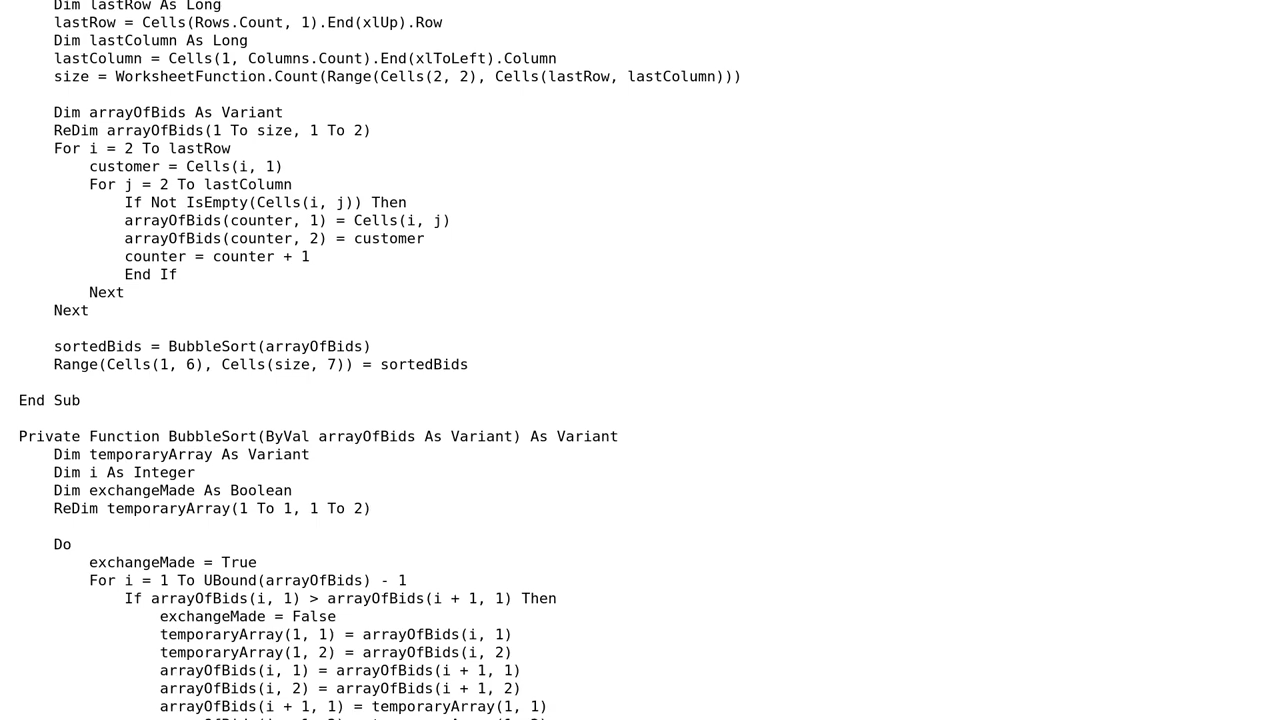 Dim lastRow As Long
    lastRow = Cells(Rows.Count, 1).End(xlUp).Row
    Dim lastColumn As Long
    lastColumn = Cells(1, Columns.Count).End(xlToLeft).Column
    size = WorksheetFunction.Count(Range(Cells(2, 2), Cells(lastRow, lastColumn)))

    Dim arrayOfBids As Variant
    ReDim arrayOfBids(1 To size, 1 To 2)
    For i = 2 To lastRow
        customer = Cells(i, 1)
        For j = 2 To lastColumn
            If Not IsEmpty(Cells(i, j)) Then
            arrayOfBids(counter, 1) = Cells(i, j)
            arrayOfBids(counter, 2) = customer
            counter = counter + 1
            End If
        Next
    Next

    sortedBids = BubbleSort(arrayOfBids)
    Range(Cells(1, 6), Cells(size, 7)) = sortedBids

End Sub

Private Function BubbleSort(ByVal arrayOfBids As Variant) As Variant
    Dim temporaryArray As Variant
    Dim i As Integer
    Dim exchangeMade As Boolean
    ReDim temporaryArray(1 To 1, 1 To 2)

    Do
        exchangeMade = True
        For i = 1 To UBound(arrayOfBids) - 1
            If arrayOfBids(i, 1) > arrayOfBids(i + 1, 1) Then
                exchangeMade = False
                temporaryArray(1, 1) = arrayOfBids(i, 1)
                temporaryArray(1, 2) = arrayOfBids(i, 2)
                arrayOfBids(i, 1) = arrayOfBids(i + 1, 1)
                arrayOfBids(i, 2) = arrayOfBids(i + 1, 2)
                arrayOfBids(i + 1, 1) = temporaryArray(1, 1)